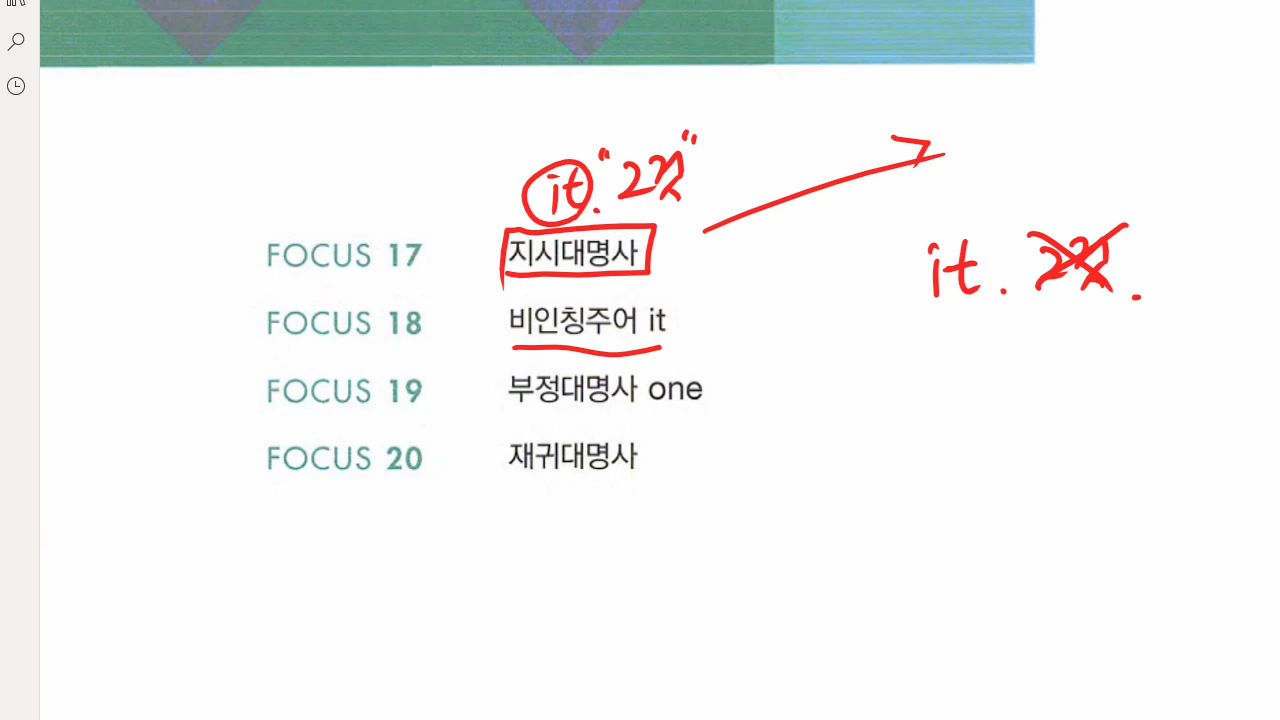 it. "그것"
FOCUS 17 지시대명사
it. 그것.
FOCUS 18 비인칭주어 it
FOCUS 19 부정대명사 one
FOCUS 20 재귀대명사